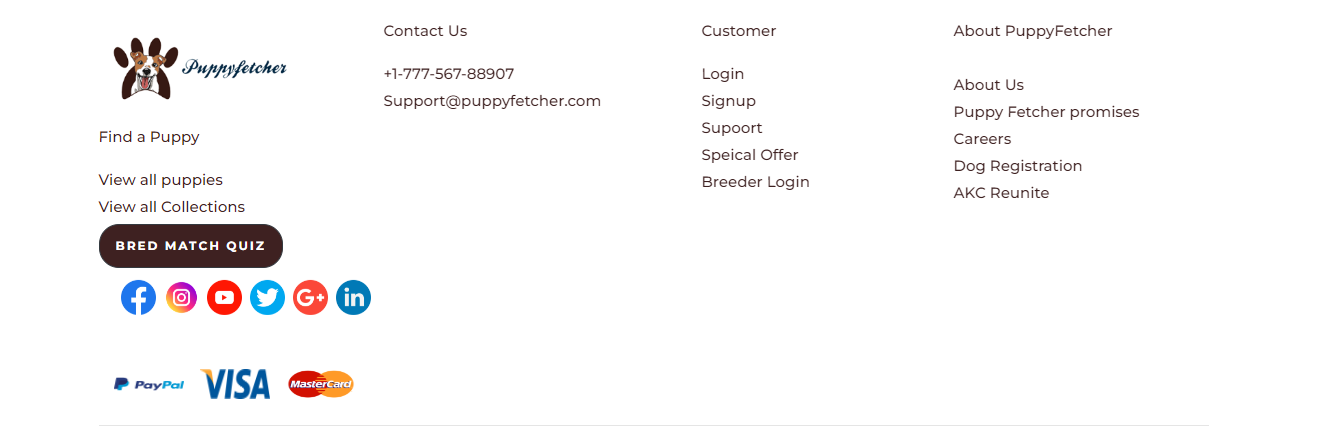 Puppyfetcher
Find a Puppy
View all puppies
View all Collections
BRED MATCH QUIZ
PayPal VISA MasterCard
Contact Us
+1-777-567-88907
Support@puppyfetcher.com
Customer
Login
Signup
Supoort
Speical Offer
Breeder Login
About PuppyFetcher
About Us
Puppy Fetcher promises
Careers
Dog Registration
AKC Reunite